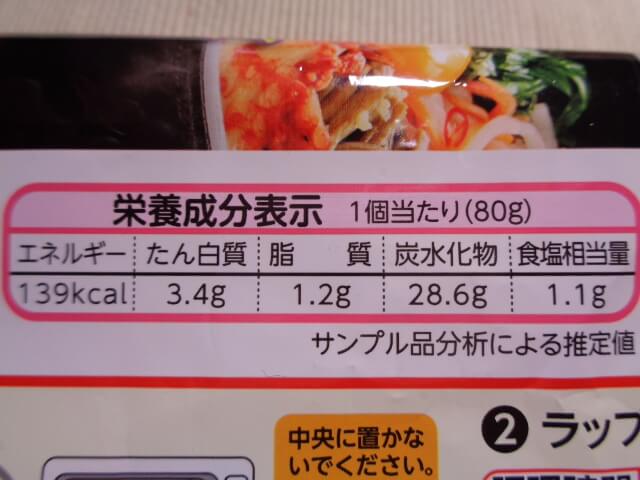 栄養成分表示 1個当たり(80g)
エネルギー たん白質 脂質 炭水化物 食塩相当量
139kcal 3.4g 1.2g 28.6g 1.1g
サンプル品分析による推定値
中央に置かな
いでください。
❷ ラップ